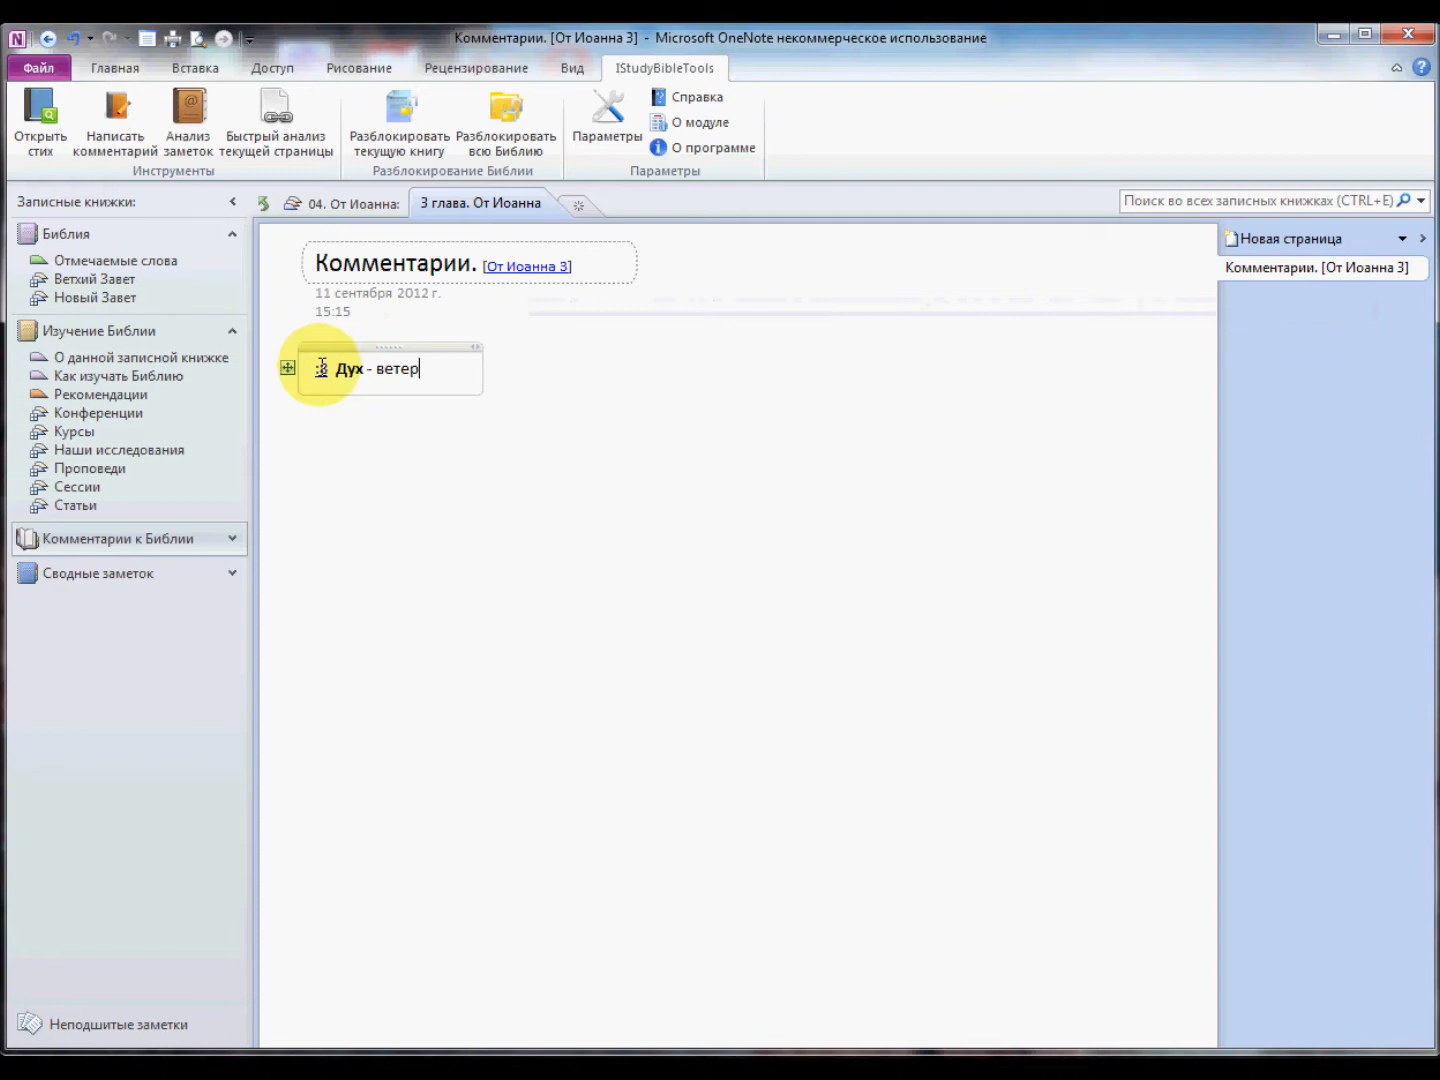 Комментарии. [От Иоанна 3] - Microsoft OneNote некоммерческое использование
Файл Главная Вставка Доступ Рисование Рецензирование Вид IStudyBibleTools
Открыть стих
Написать комментарий
Анализ заметок
Быстрый анализ текущей страницы
Инструменты
Разблокировать текущую книгу
Разблокировать всю Библию
Разблокирование Библии
Параметры
Справка
О модуле
О программе
Параметры
Записные книжки:
04. От Иоанна:
3 глава. От Иоанна
Поиск во всех записных книжках (CTRL+E)
Библия
Отмечаемые слова
Ветхий Завет
Новый Завет
Изучение Библии
О данной записной книжке
Как изучать Библию
Рекомендации
Конференции
Курсы
Наши исследования
Проповеди
Сессии
Статьи
Комментарии к Библии
Сводные заметок
Неподшитые заметки
Комментарии. [От Иоанна 3]
11 сентября 2012 г.
15:15
:8 Дух - ветер
Новая страница
Комментарии. [От Иоанна 3]